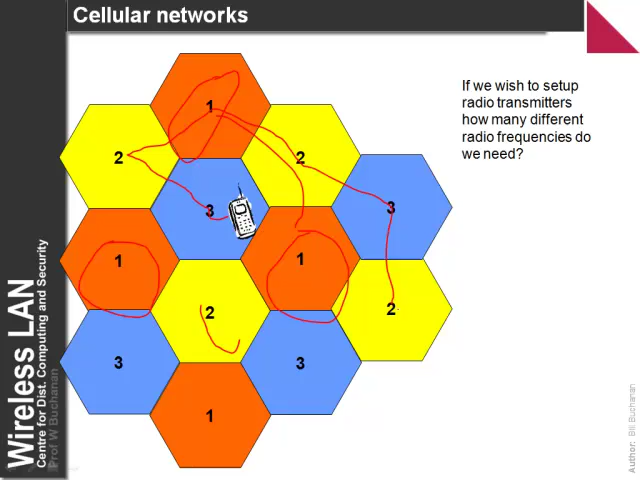 Cellular networks
If we wish to setup
radio transmitters
how many different
radio frequencies do
we need?
1
2
2
3
3
1
1
2
2
3
3
1
Wireless LAN
Centre for Dist. Computing and Security
Prof W Buchanan
Author: Bill Buchanan